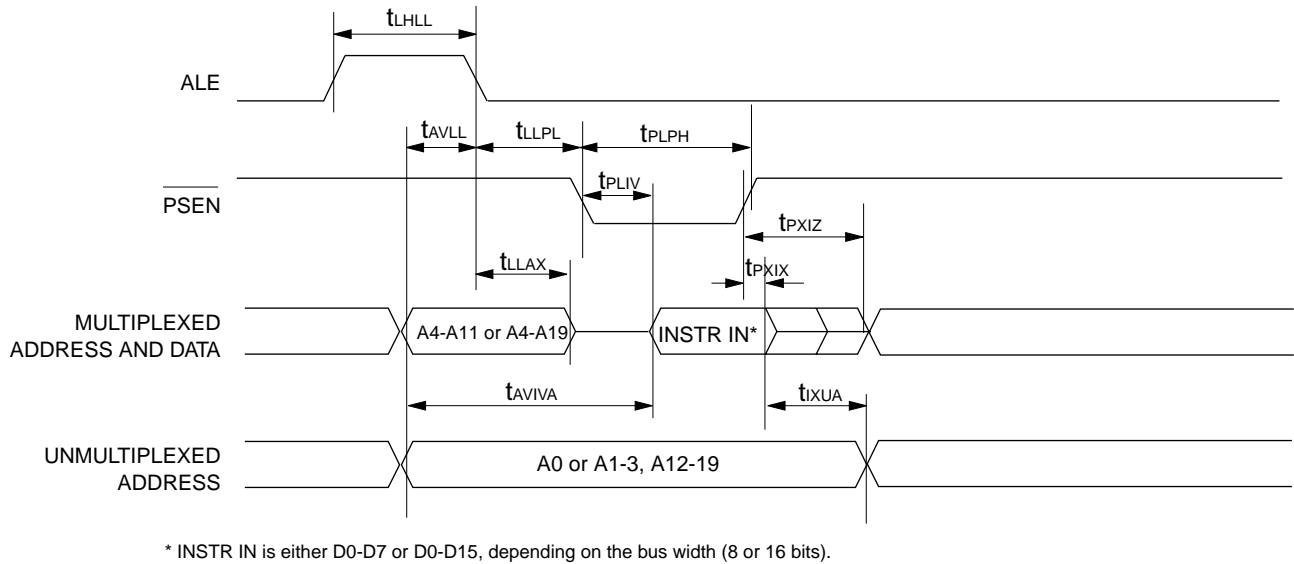 tLHLL
ALE
tAVLL
tLLPL
tPLPH
PSEN
tPLIV
tPXIZ
tLLAX
tPXIX
MULTIPLEXED
ADDRESS AND DATA
A4-A11 or A4-A19
INSTR IN*
tAVIVA
tIXUA
UNMULTIPLEXED
ADDRESS
A0 or A1-3, A12-19
* INSTR IN is either D0-D7 or D0-D15, depending on the bus width (8 or 16 bits).